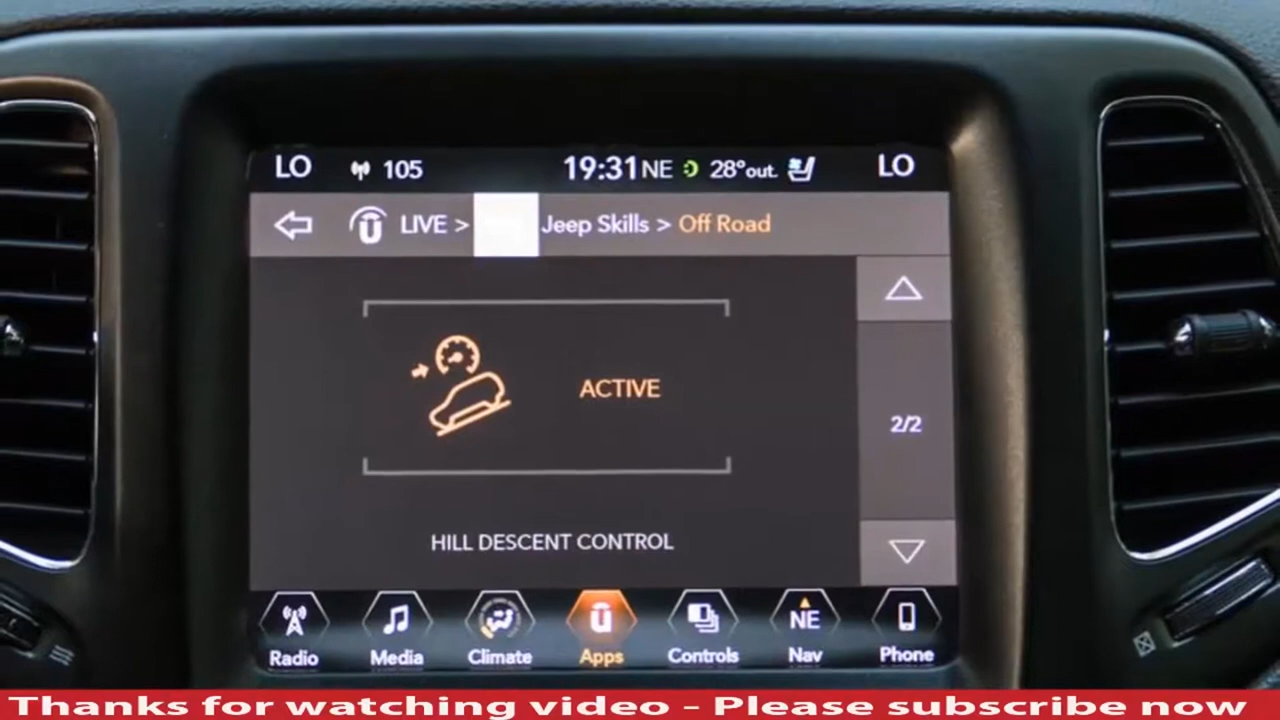 LO 105 19:31 NE 28°out. LO
LIVE > Jeep Skills > Off Road
ACTIVE
2/2
HILL DESCENT CONTROL
NE
Radio Media Climate Apps Controls Nav Phone
Thanks for watching video - Please subscribe now